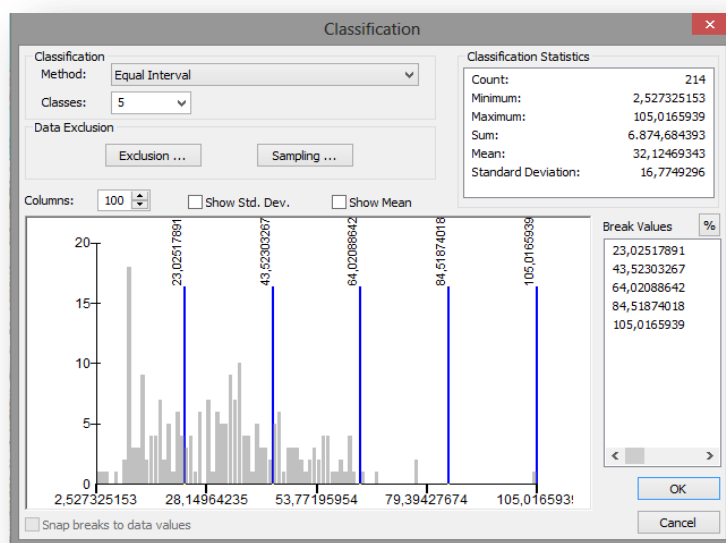 Classification
Classification
Method: Equal Interval
Classes: 5
Data Exclusion
Exclusion ...
Sampling ...
Classification Statistics
Count: 214
Minimum: 2,527325153
Maximum: 105,0165939
Sum: 6.874,684393
Mean: 32,12469343
Standard Deviation: 16,7749296
Columns: 100
Show Std. Dev.
Show Mean
Break Values
%
23,02517891
43,52303267
64,02088642
84,51874018
105,0165939
20
15
10
5
0
23,02517891
43,52303267
64,02088642
84,51874018
105,0165939
2,527325153
28,14964235
53,77195954
79,39427674
105,0165939
Snap breaks to data values
OK
Cancel